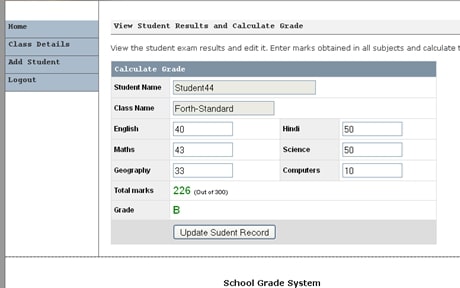 Home
Class Details
Add Student
Logout
View Student Results and Calculate Grade
View the student exam results and edit it. Enter marks obtained in all subjects and calculate
Calculate Grade
Student Name Student44
Class Name Forth-Standard
English 40 Hindi 50
Maths 43 Science 50
Geography 33 Computers 10
Total marks 226 (Out of 300)
Grade B
Update Sudent Record
School Grade System